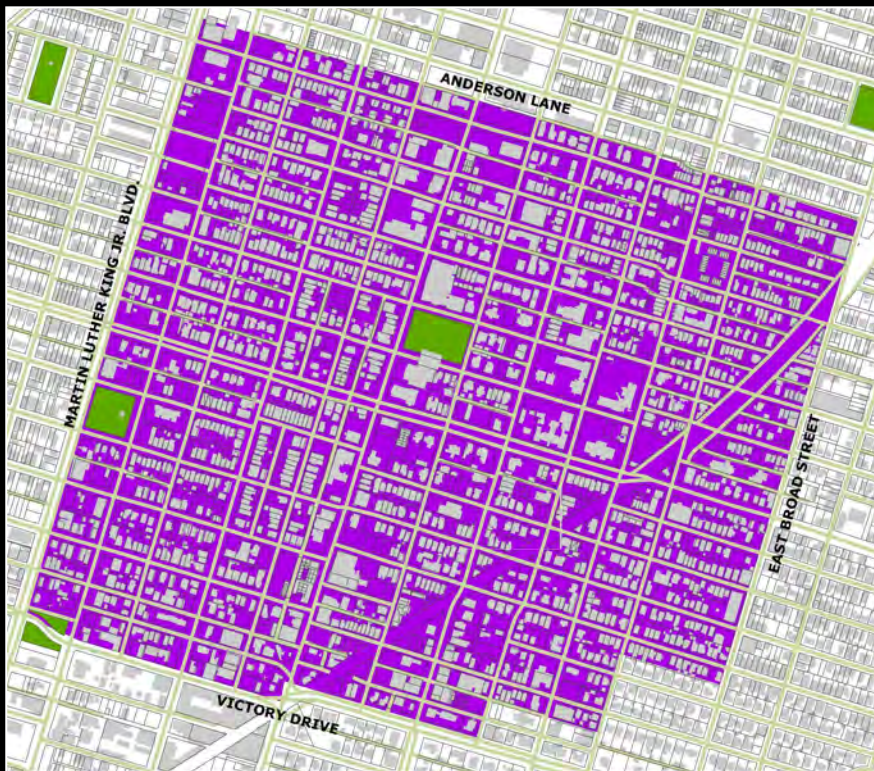 ANDERSON LANE
MARTIN LUTHER KING JR. BLVD.
EAST BROAD STREET
VICTORY DRIVE